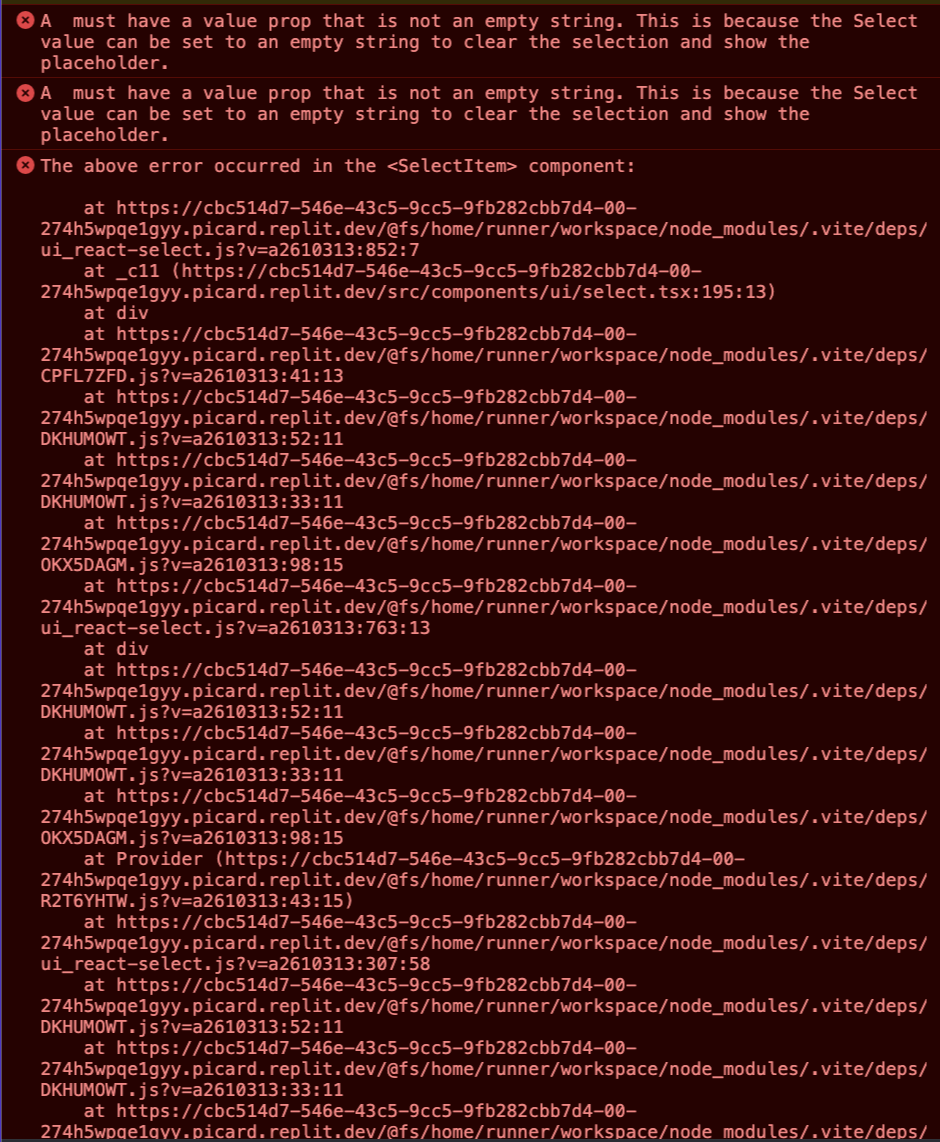 A  must have a value prop that is not an empty string. This is because the Select
value can be set to an empty string to clear the selection and show the
placeholder.
A  must have a value prop that is not an empty string. This is because the Select
value can be set to an empty string to clear the selection and show the
placeholder.
The above error occurred in the <SelectItem> component:
at https://cbc514d7-546e-43c5-9cc5-9fb282cbb7d4-00-
274h5wpqe1gyy.picard.replit.dev/@fs/home/runner/workspace/node_modules/.vite/deps/
ui_react-select.js?v=a2610313:852:7
at _c11 (https://cbc514d7-546e-43c5-9cc5-9fb282cbb7d4-00-
274h5wpqe1gyy.picard.replit.dev/src/components/ui/select.tsx:195:13)
at div
at https://cbc514d7-546e-43c5-9cc5-9fb282cbb7d4-00-
274h5wpqe1gyy.picard.replit.dev/@fs/home/runner/workspace/node_modules/.vite/deps/
CPFL7ZFD.js?v=a2610313:41:13
at https://cbc514d7-546e-43c5-9cc5-9fb282cbb7d4-00-
274h5wpqe1gyy.picard.replit.dev/@fs/home/runner/workspace/node_modules/.vite/deps/
DKHUMOWT.js?v=a2610313:52:11
at https://cbc514d7-546e-43c5-9cc5-9fb282cbb7d4-00-
274h5wpqe1gyy.picard.replit.dev/@fs/home/runner/workspace/node_modules/.vite/deps/
DKHUMOWT.js?v=a2610313:33:11
at https://cbc514d7-546e-43c5-9cc5-9fb282cbb7d4-00-
274h5wpqe1gyy.picard.replit.dev/@fs/home/runner/workspace/node_modules/.vite/deps/
OKX5DAGM.js?v=a2610313:98:15
at https://cbc514d7-546e-43c5-9cc5-9fb282cbb7d4-00-
274h5wpqe1gyy.picard.replit.dev/@fs/home/runner/workspace/node_modules/.vite/deps/
ui_react-select.js?v=a2610313:763:13
at div
at https://cbc514d7-546e-43c5-9cc5-9fb282cbb7d4-00-
274h5wpqe1gyy.picard.replit.dev/@fs/home/runner/workspace/node_modules/.vite/deps/
DKHUMOWT.js?v=a2610313:52:11
at https://cbc514d7-546e-43c5-9cc5-9fb282cbb7d4-00-
274h5wpqe1gyy.picard.replit.dev/@fs/home/runner/workspace/node_modules/.vite/deps/
DKHUMOWT.js?v=a2610313:33:11
at https://cbc514d7-546e-43c5-9cc5-9fb282cbb7d4-00-
274h5wpqe1gyy.picard.replit.dev/@fs/home/runner/workspace/node_modules/.vite/deps/
OKX5DAGM.js?v=a2610313:98:15
at Provider (https://cbc514d7-546e-43c5-9cc5-9fb282cbb7d4-00-
274h5wpqe1gyy.picard.replit.dev/@fs/home/runner/workspace/node_modules/.vite/deps/
R2T6YHTW.js?v=a2610313:43:15)
at https://cbc514d7-546e-43c5-9cc5-9fb282cbb7d4-00-
274h5wpqe1gyy.picard.replit.dev/@fs/home/runner/workspace/node_modules/.vite/deps/
ui_react-select.js?v=a2610313:307:58
at https://cbc514d7-546e-43c5-9cc5-9fb282cbb7d4-00-
274h5wpqe1gyy.picard.replit.dev/@fs/home/runner/workspace/node_modules/.vite/deps/
DKHUMOWT.js?v=a2610313:52:11
at https://cbc514d7-546e-43c5-9cc5-9fb282cbb7d4-00-
274h5wpqe1gyy.picard.replit.dev/@fs/home/runner/workspace/node_modules/.vite/deps/
DKHUMOWT.js?v=a2610313:33:11
at https://cbc514d7-546e-43c5-9cc5-9fb282cbb7d4-00-
274h5wpqe1gyy.picard.replit.dev/@fs/home/runner/workspace/node_modules/.vite/deps/